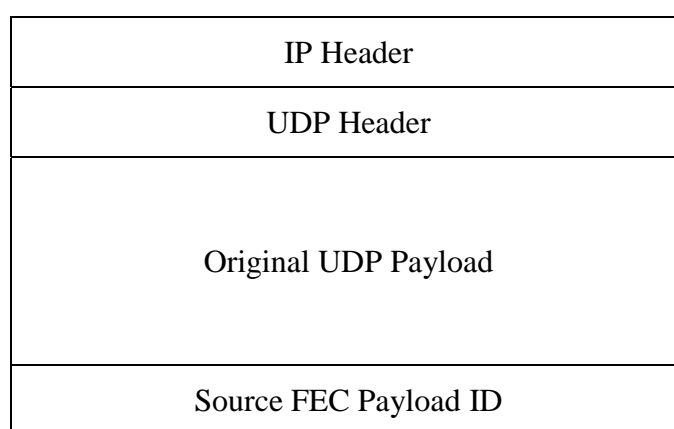 IP Header
UDP Header
Original UDP Payload
Source FEC Payload ID